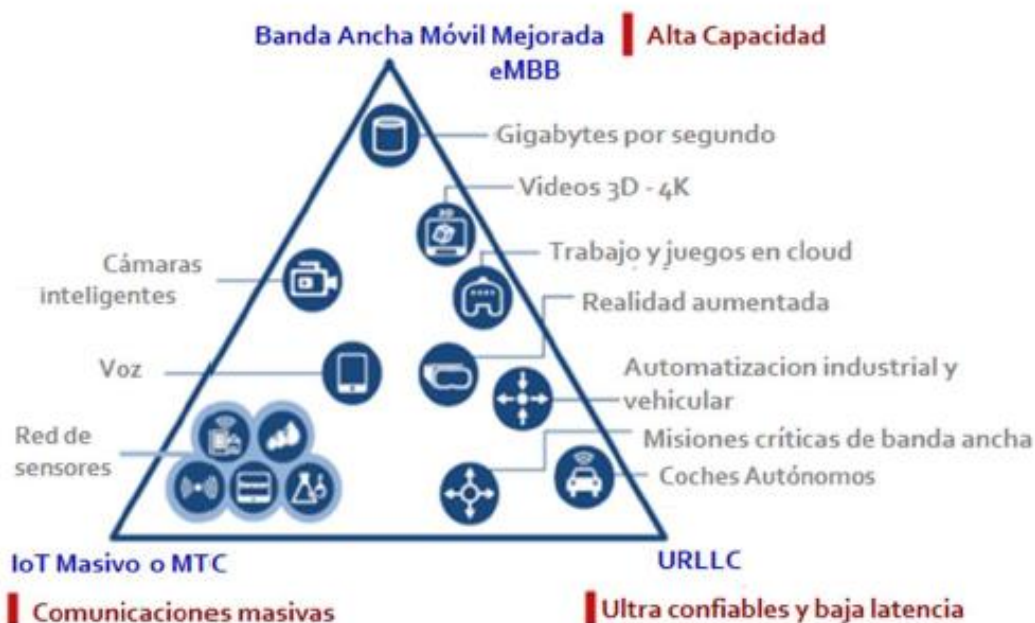 Banda Ancha Móvil Mejorada
eMBB
Alta Capacidad
Gigabytes por segundo
Videos 3D - 4K
3D
Trabajo y juegos en cloud
Cámaras
inteligentes
Realidad aumentada
Voz
Automatizacion industrial y
vehicular
Red de
sensores
Misiones críticas de banda ancha
Coches Autónomos
IoT Masivo o MTC
URLLC
Comunicaciones masivas
Ultra confiables y baja latencia